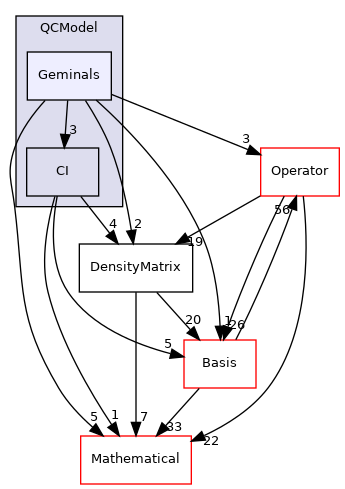 QCModel
Geminals
3
3
CI
Operator
4
2
56
19
DensityMatrix
20
1
26
5
Basis
5
1
7
33
22
Mathematical